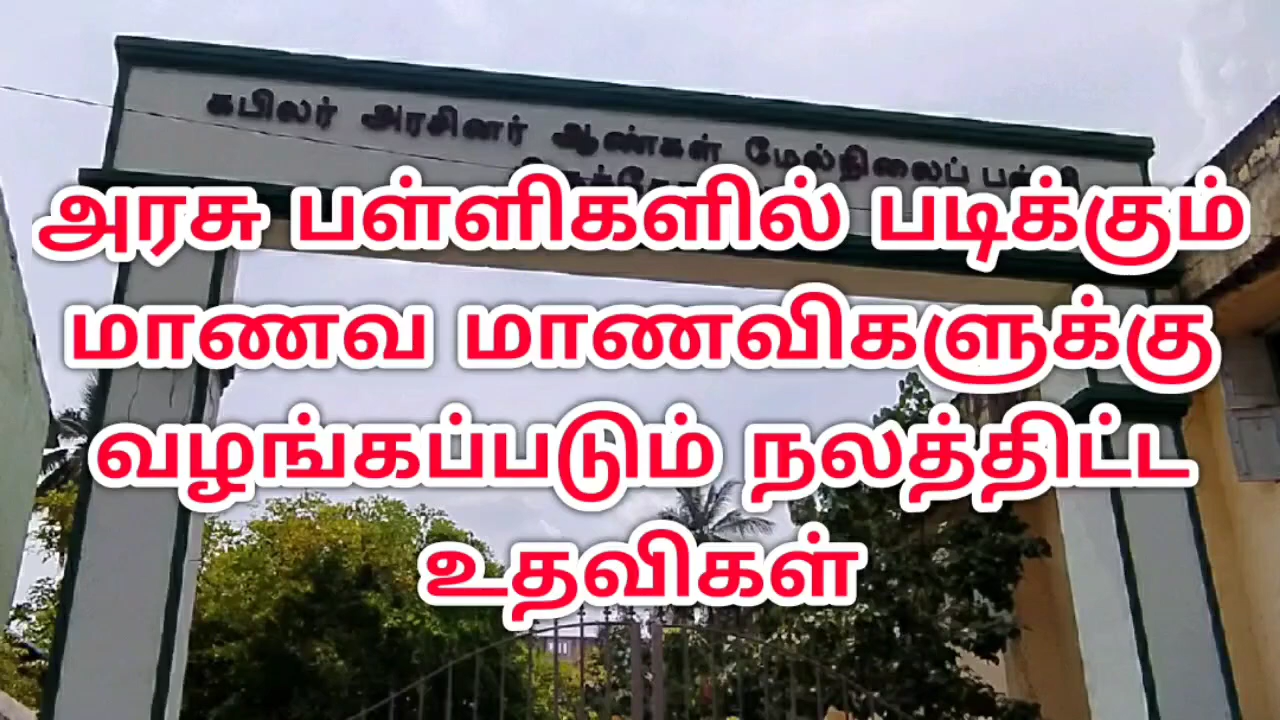 கபிலர் அரசினர் ஆண்கள் மேல்நிலைப் பள்ளி
அரசு பள்ளிகளில் படிக்கும்
மாணவ மாணவிகளுக்கு
வழங்கப்படும் நலத்திட்ட
உதவிகள்